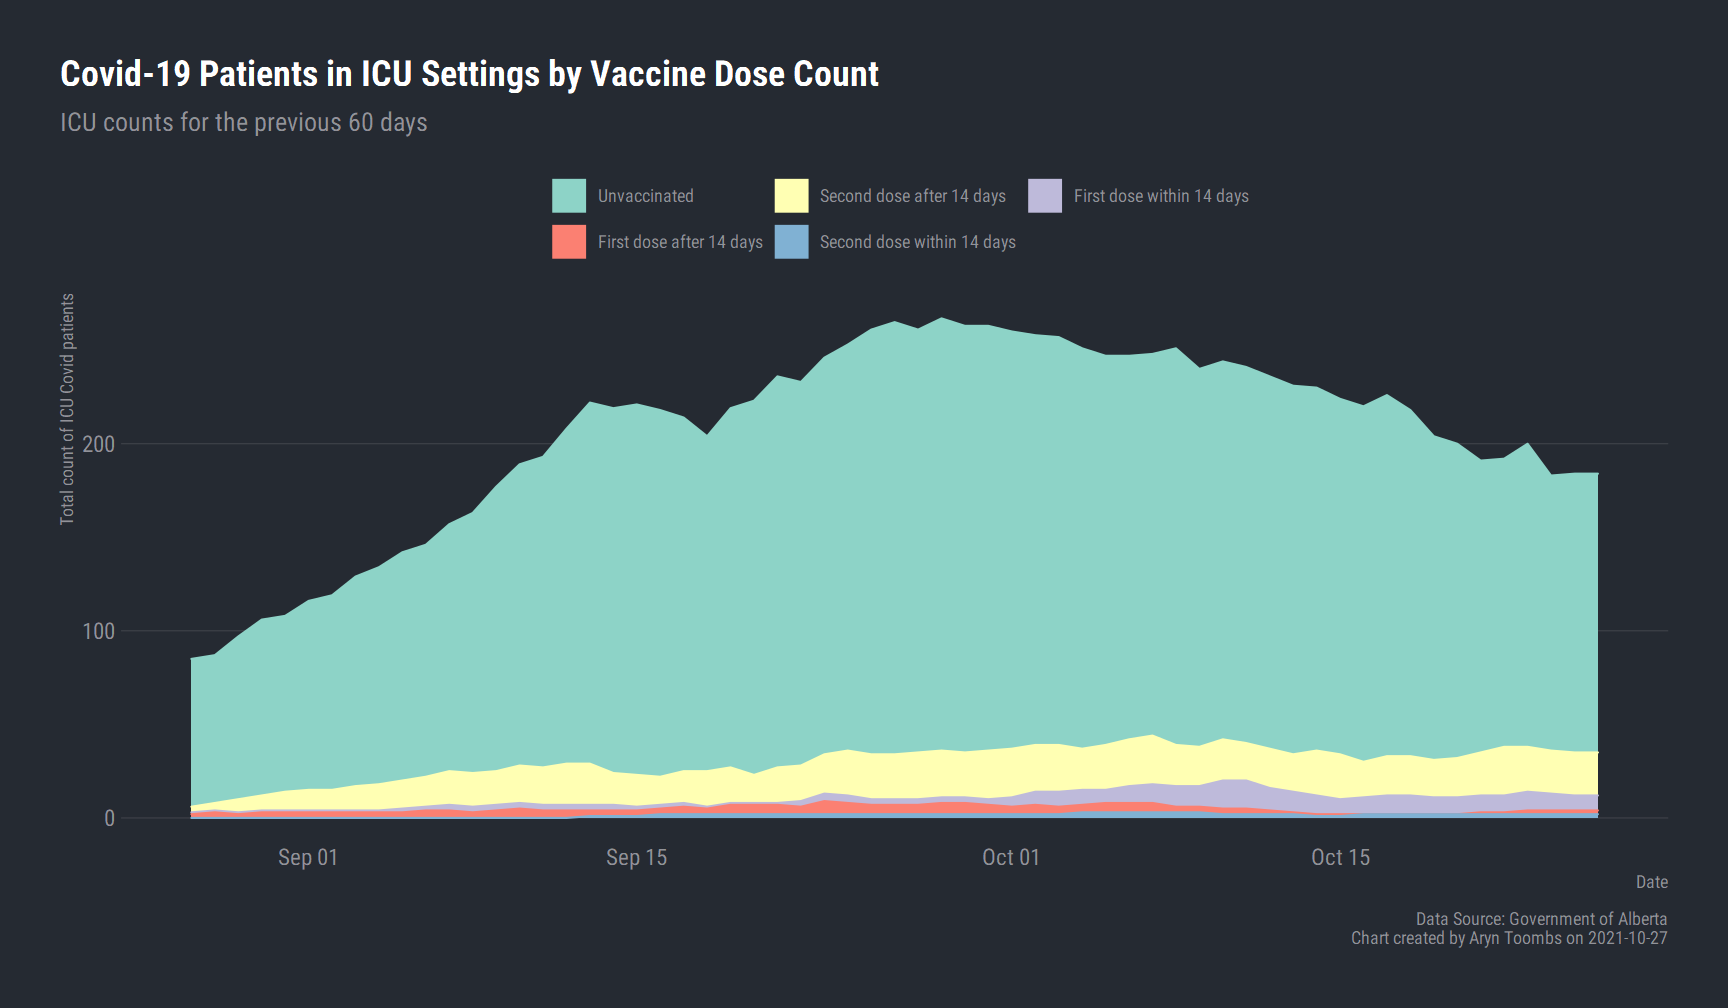 Covid-19 Patients in ICU Settings by Vaccine Dose Count
ICU counts for the previous 60 days
Unvaccinated
Second dose after 14 days
First dose within 14 days
First dose after 14 days
Second dose within 14 days
Total count of ICU Covid patients
200
100
0
Sep 01
Sep 15
Oct 01
Oct 15
Date
Data Source: Government of Alberta
Chart created by Aryn Toombs on 2021-10-27